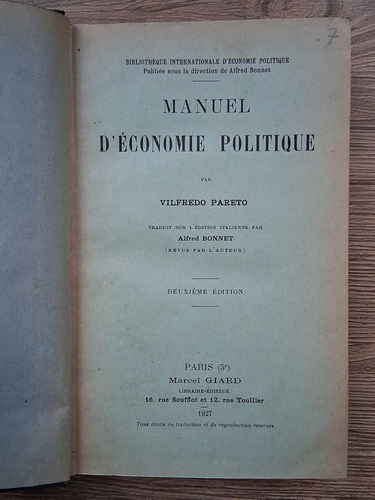 7
BIBLIOTHÈQUE INTERNATIONALE D'ÉCONOMIE POLITIQUE
Publiée sous la direction de Alfred Bonnet
MANUEL
D'ÉCONOMIE POLITIQUE
PAR
VILFREDO PARETO
TRADUIT SUR L'ÉDITION ITALIENNE PAR
Alfred BONNET
(REVUE PAR L'AUTEUR)
DEUXIÈME ÉDITION
PARIS (5e)
Marcel GIARD
LIBRAIRE-ÉDITEUR
16, rue Soufflot et 12, rue Toullier
1927
Tous droits de traduction et de reproduction réservés